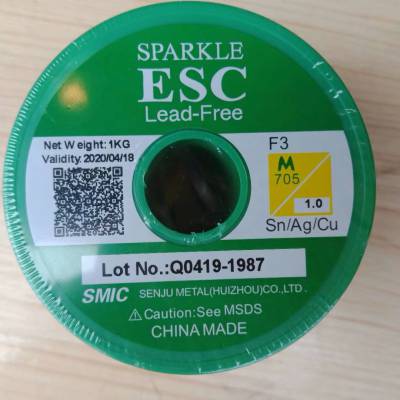 SPARKLE
ESC
Lead-Free
Net Weight:1KG
Validity:2020/04/18
F3
M
705
1.0
Sn/Ag/Cu
Lot No.:Q0419-1987
SMIC SENJU METAL(HUIZHOU)CO.,LTD.
⚠Caution:See MSDS
CHINA MADE